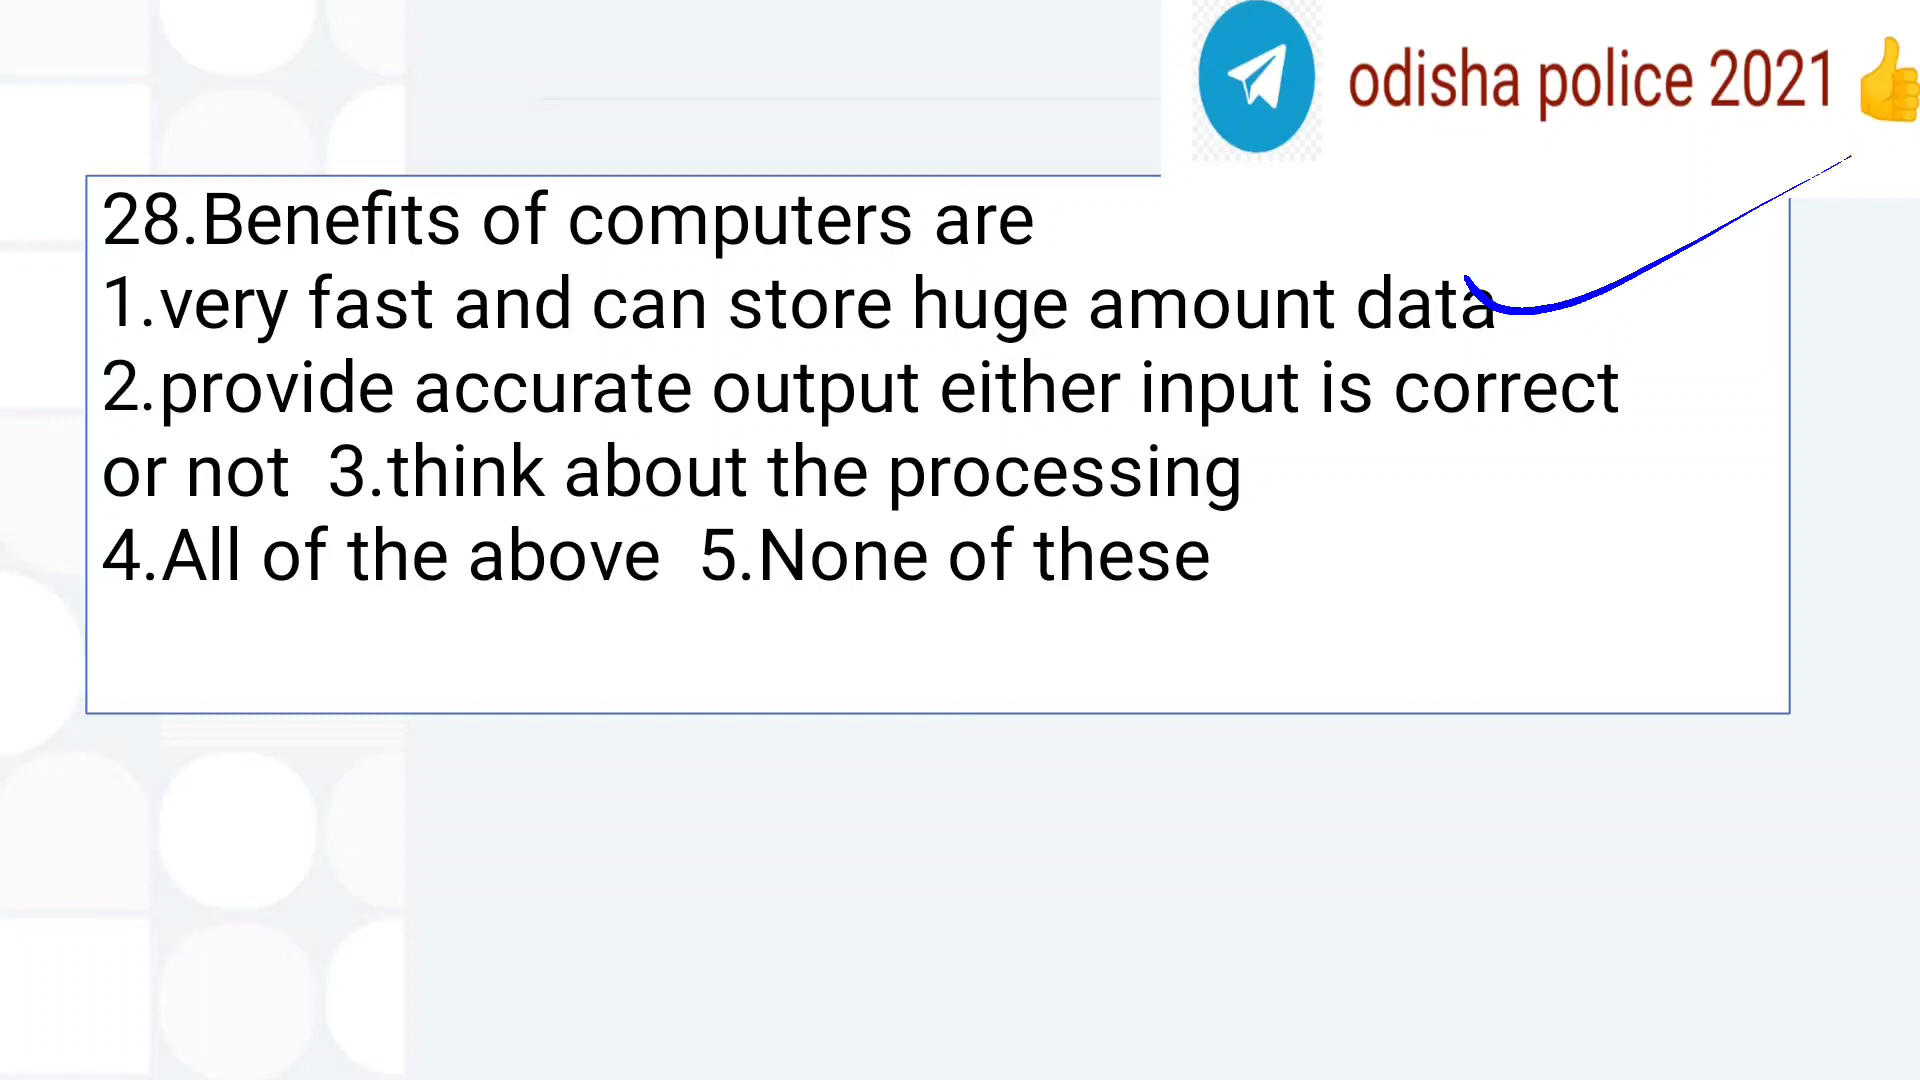 odisha police 2021 👍
28.Benefits of computers are
1.very fast and can store huge amount data
2.provide accurate output either input is correct
or not  3.think about the processing
4.All of the above  5.None of these